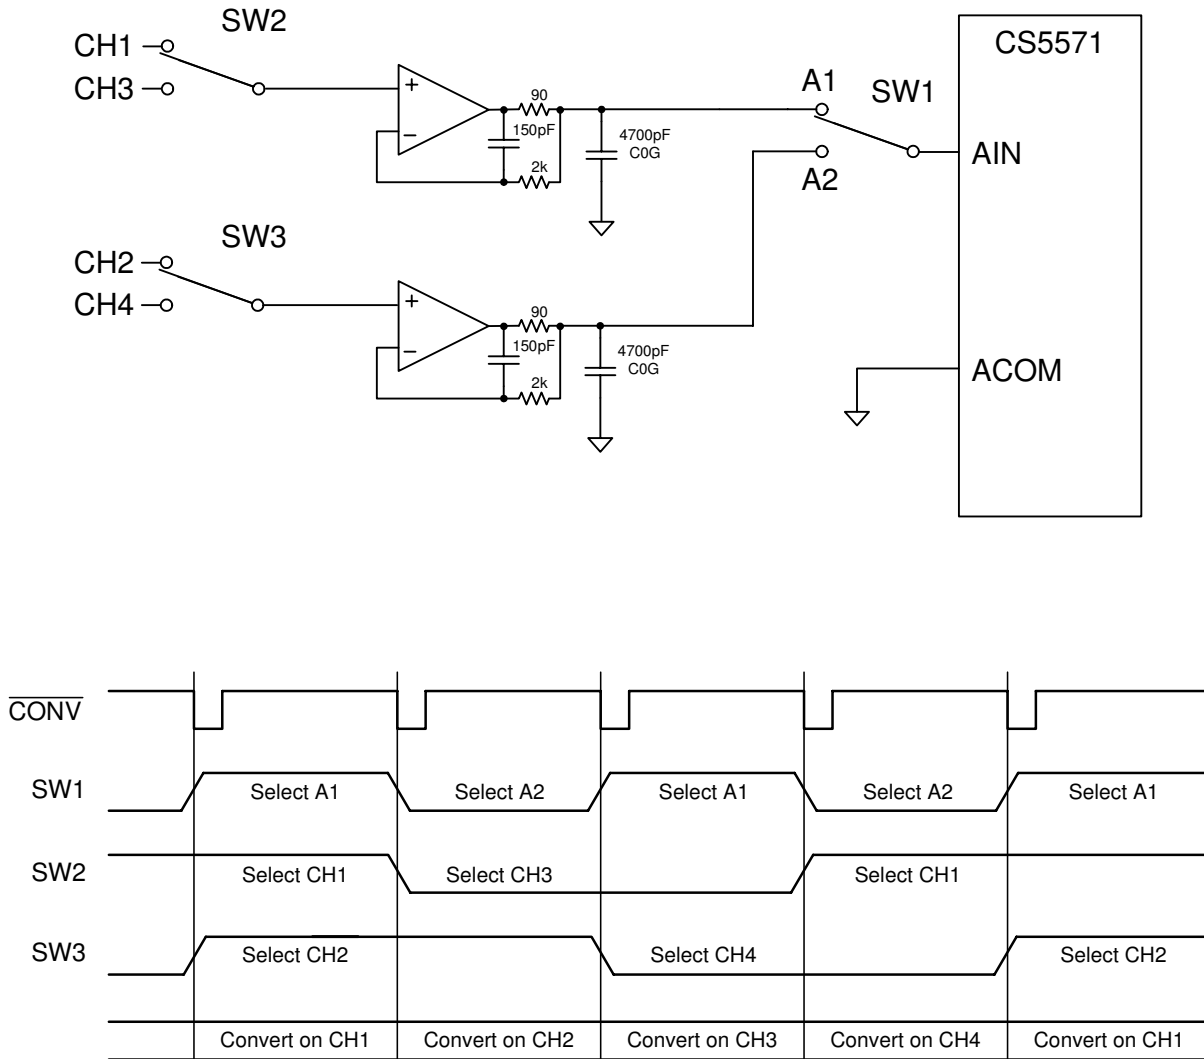 SW2
CH1
CH3
90
150pF
2k
4700pF
C0G
A1
SW1
A2
CS5571
AIN
ACOM
SW3
CH2
CH4
90
150pF
2k
4700pF
C0G
CONV
SW1 Select A1 Select A2 Select A1 Select A2 Select A1
SW2 Select CH1 Select CH3 Select CH1
SW3 Select CH2 Select CH4 Select CH2
Convert on CH1 Convert on CH2 Convert on CH3 Convert on CH4 Convert on CH1